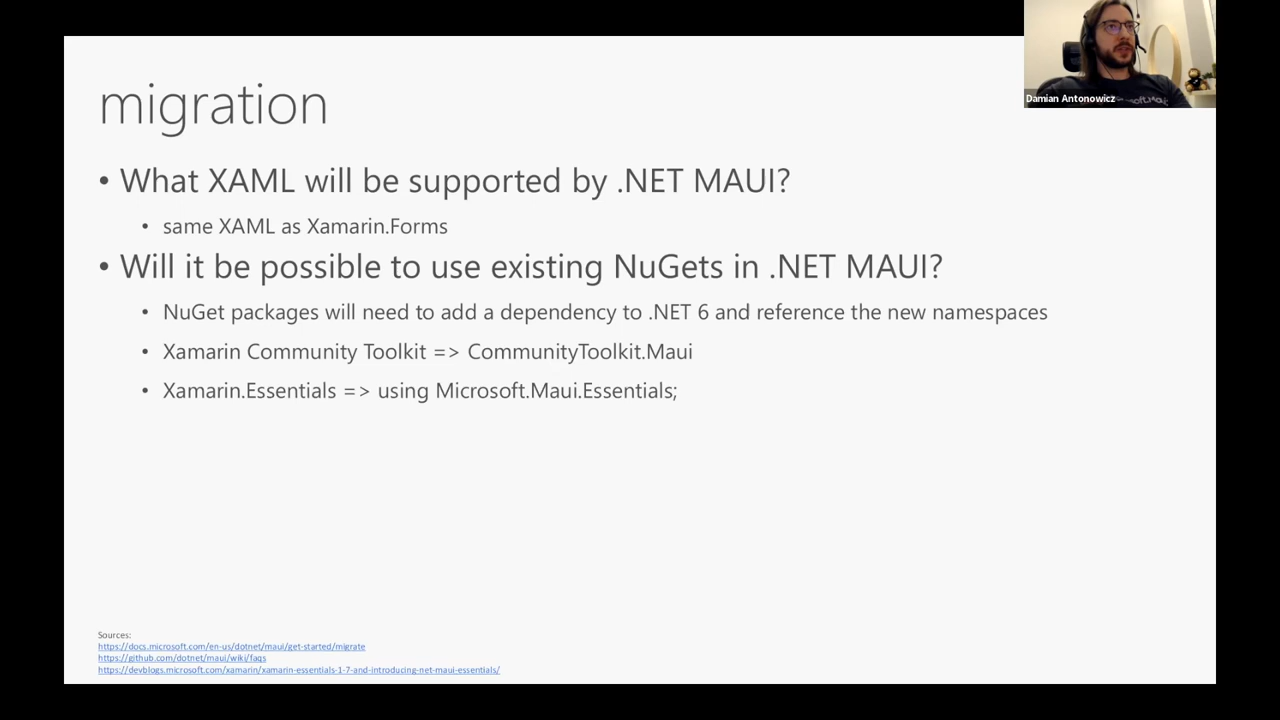 migration
• What XAML will be supported by .NET MAUI?
• same XAML as Xamarin.Forms
• Will it be possible to use existing NuGets in .NET MAUI?
• NuGet packages will need to add a dependency to .NET 6 and reference the new namespaces
• Xamarin Community Toolkit => CommunityToolkit.Maui
• Xamarin.Essentials => using Microsoft.Maui.Essentials;
Sources:
https://docs.microsoft.com/en-us/dotnet/maui/get-started/migrate
https://github.com/dotnet/maui/wiki/faqs
https://devblogs.microsoft.com/xamarin/xamarin-essentials-1-7-and-introducing-net-maui-essentials/
Damian Antonowicz